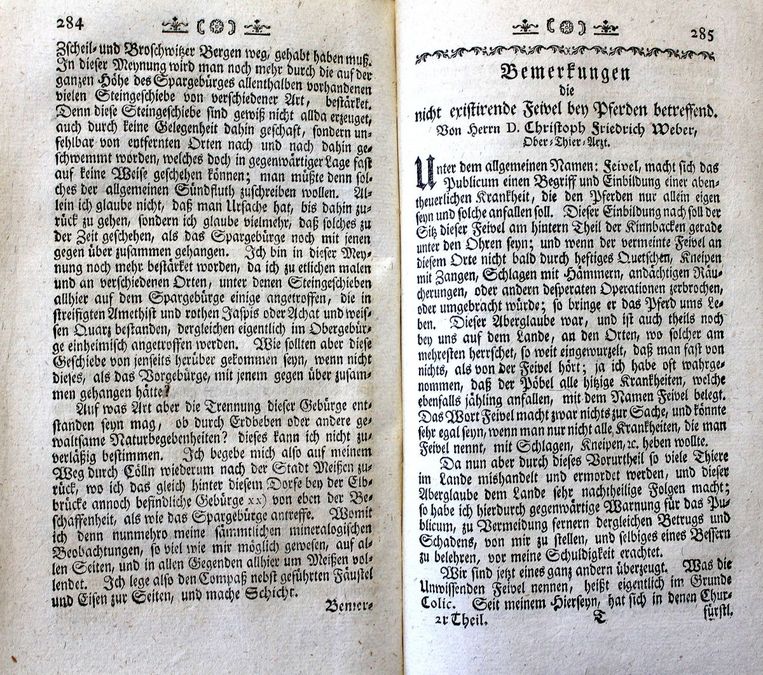 284
Zscheil- und Broschwitzer Bergen weg, gehabt haben muß.
In dieser Meynung wird man noch mehr durch die auf der
ganzen Höhe des Spargebürges allenthalben vorhandenen
vielen Steingeschiebe von verschiedener Art, bestärket.
Denn diese Steingeschiebe sind gewiß nicht allda erzeuget,
auch durch keine Gelegenheit dahin geschaft, sondern un-
fehlbar von entfernten Orten nach und nach dahin ge-
schwemmt worden, welches doch in gegenwärtiger Lage fast
auf keine Weise geschehen können; man müßte denn sol-
ches der allgemeinen Sündfluth zuschreiben wollen. Al-
lein ich glaube nicht, daß man Ursache hat, bis dahin zu-
rück zu gehen, sondern ich glaube vielmehr, daß solches zu
der Zeit geschehen, als das Spargebürge noch mit jenen
gegen über zusammen gehangen. Ich bin in dieser Mey-
nung noch mehr bestärket worden, da ich zu etlichen malen
und an verschiedenen Orten, unter denen Steingeschieben
allhier auf dem Spargebürge einige angetroffen, die in
streifigten Amethist und rothen Jaspis oder Achat und weis-
sen Quarz bestanden, dergleichen eigentlich im Obergebür-
ge einheimisch angetroffen werden. Wie sollten aber diese
Geschiebe von jenseits herüber gekommen seyn, wenn nicht
dieses, als das Vorgebürge, mit jenem gegen über zusam-
men gehangen hätte?
Auf was Art aber die Trennung dieser Gebürge ent-
standen seyn mag, ob durch Erdbeben oder andere ge-
waltsame Naturbegebenheiten? dieses kann ich nicht zu-
verläßig bestimmen. Ich begebe mich also auf meinem
Weg durch Cölln wiederum nach der Stadt Meißen zu-
rück, wo ich das gleich hinter diesem Dorfe bey der Elb-
brücke annoch befindliche Gebürge xx) von eben der Be-
schaffenheit, als wie das Spargebürge antreffe. Womit
ich denn nunmehro meine sämmtlichen mineralogischen
Beobachtungen, so viel wie mir möglich gewesen, auf al-
len Seiten, und in allen Gegenden allhier um Meißen vol-
lendet. Ich lege also den Compaß nebst geführten Fäustel
und Eisen zur Seiten, und mache Schicht.
Bemer-
285
Bemerkungen
die
nicht existirende Feivel bey Pferden betreffend.
Von Herrn D. Christoph Friedrich Weber,
Ober-Thier-Arzt.
Unter dem allgemeinen Namen: Feivel, macht sich das
Publicum einen Begriff und Einbildung einer aben-
theuerlichen Krankheit, die den Pferden nur allein eigen
seyn und solche anfallen soll. Dieser Einbildung nach soll der
Sitz dieser Feivel am hintern Theil der Kinnbacken gerade
unter den Ohren seyn; und wenn der vermeinte Feivel an
diesem Orte nicht bald durch heftiges Quetschen, Kneipen
mit Zangen, Schlagen mit Hämmern, andächtigen Räu-
cherungen, oder andern desperaten Operationen zerbrochen,
oder umgebracht würde; so bringe er das Pferd ums Le-
ben. Dieser Aberglaube war, und ist auch theils noch
bey uns auf dem Lande, an den Orten, wo solcher am
mehresten herrschet, so weit eingewurzelt, daß man fast von
nichts, als von der Feivel hört; ja ich habe oft wahrge-
nommen, daß der Pöbel alle hitzige Krankheiten, welche
ebenfalls jähling anfallen, mit dem Namen Feivel belegt.
Das Wort Feivel macht zwar nichts zur Sache, und könnte
sehr egal seyn, wenn man nur nicht alle Krankheiten, die man
Feivel nennt, mit Schlagen, Kneipen, ꝛc. heben wollte.
Da nun aber durch dieses Vorurtheil so viele Thiere
im Lande mishandelt und ermordet werden, und dieser
Aberglaube dem Lande sehr nachtheilige Folgen macht;
so habe ich hierdurch gegenwärtige Warnung für das Pu-
blicum, zu Vermeidung fernern dergleichen Betrugs und
Schadens, von mir zu stellen, und selbiges eines Bessern
zu belehren, vor meine Schuldigkeit erachtet.
Wir sind jetzt eines ganz andern überzeugt. Was die
Unwissenden Feivel nennen, heißt eigentlich im Grunde
Colic. Seit meinem Hierseyn, hat sich in denen Chur-
2r Theil. T fürstl.